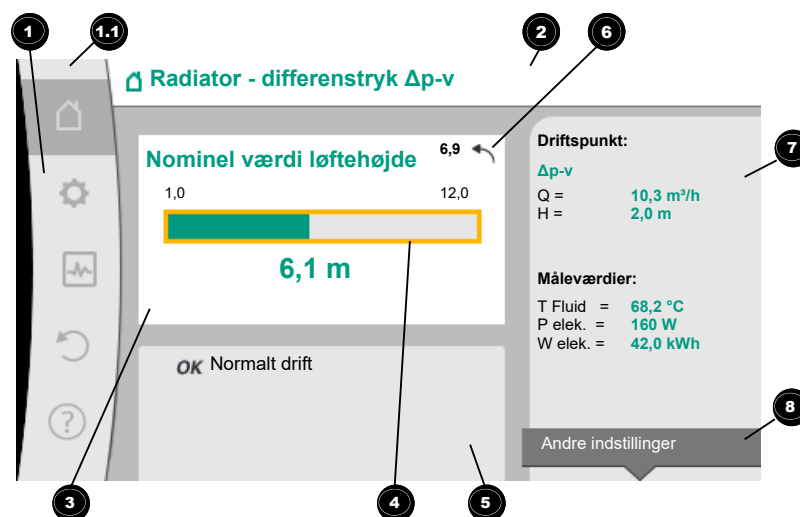 1
1.1
2
6
Radiator - differenstryk Δp-v
Nominel værdi løftehøjde
6,9
1,0
12,0
6,1 m
OK Normalt drift
Driftspunkt:
7
Δp-v
Q = 10,3 m³/h
H = 2,0 m
Måleværdier:
T Fluid = 68,2 °C
P elek. = 160 W
W elek. = 42,0 kWh
?
8
Andre indstillinger
3
4
5